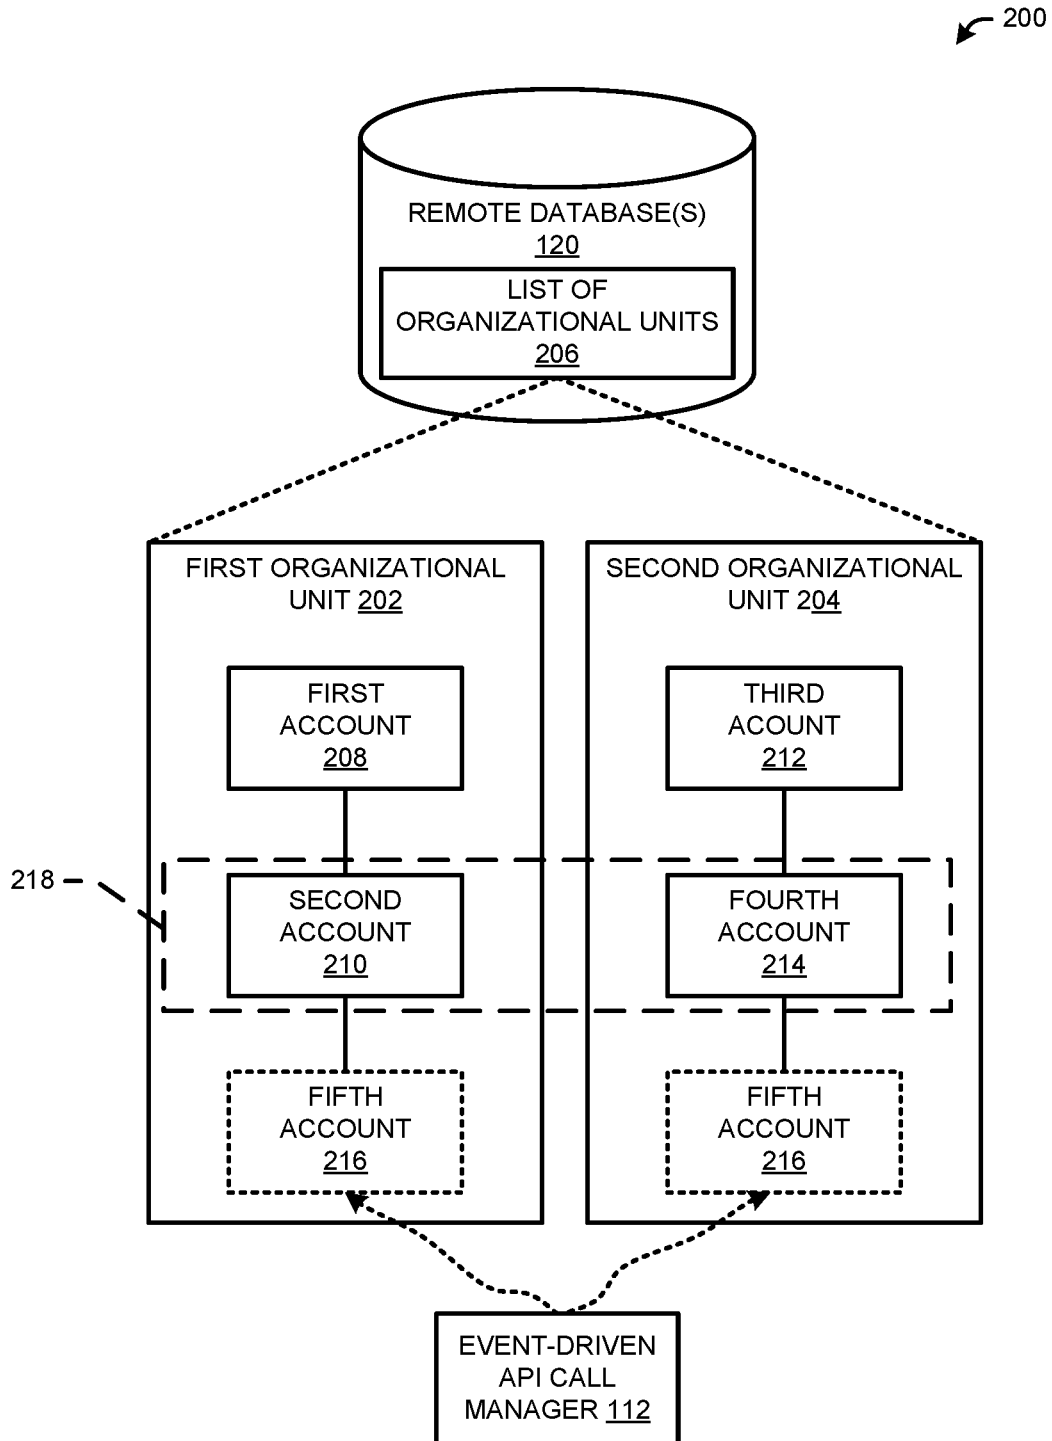 200
REMOTE DATABASE(S)
120
LIST OF
ORGANIZATIONAL UNITS
206
FIRST ORGANIZATIONAL
UNIT 202
SECOND ORGANIZATIONAL
UNIT 204
FIRST
ACCOUNT
208
THIRD
ACOUNT
212
218
SECOND
ACCOUNT
210
FOURTH
ACCOUNT
214
FIFTH
ACCOUNT
216
FIFTH
ACCOUNT
216
EVENT-DRIVEN
API CALL
MANAGER 112